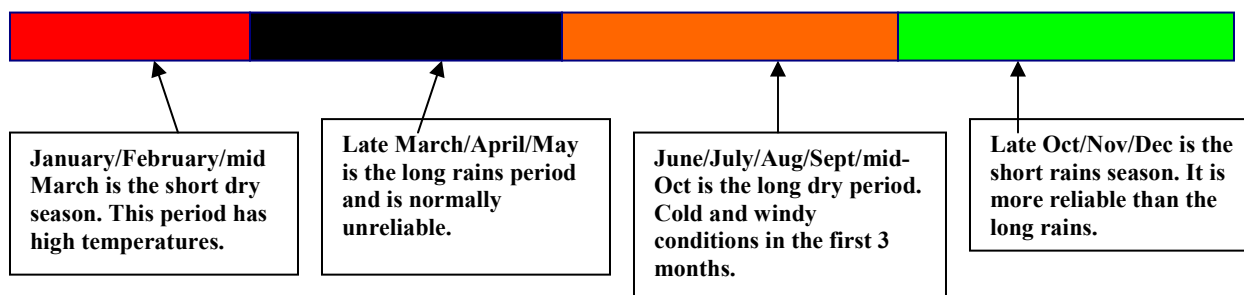 January/February/mid
March is the short dry
season. This period has
high temperatures.
Late March/April/May
is the long rains period
and is normally
unreliable.
June/July/Aug/Sept/mid-
Oct is the long dry period.
Cold and windy
conditions in the first 3
months.
Late Oct/Nov/Dec is the
short rains season. It is
more reliable than the
long rains.